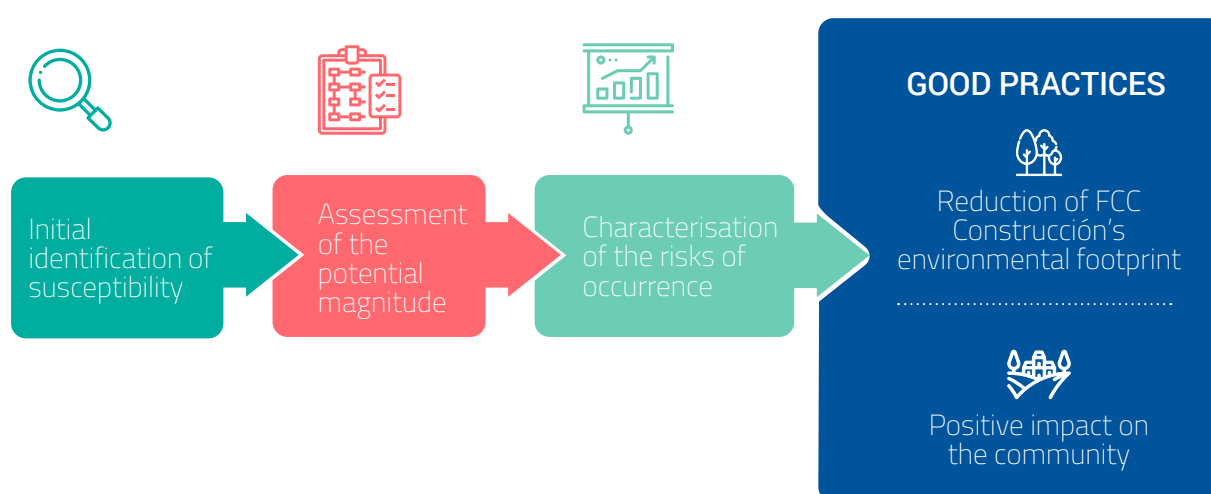 Initial
identification of
susceptibility
Assessment
of the
potential
magnitude
Characterisation
of the risks of
occurrence
GOOD PRACTICES
Reduction of FCC
Construcción’s
environmental footprint
Positive impact on
the community